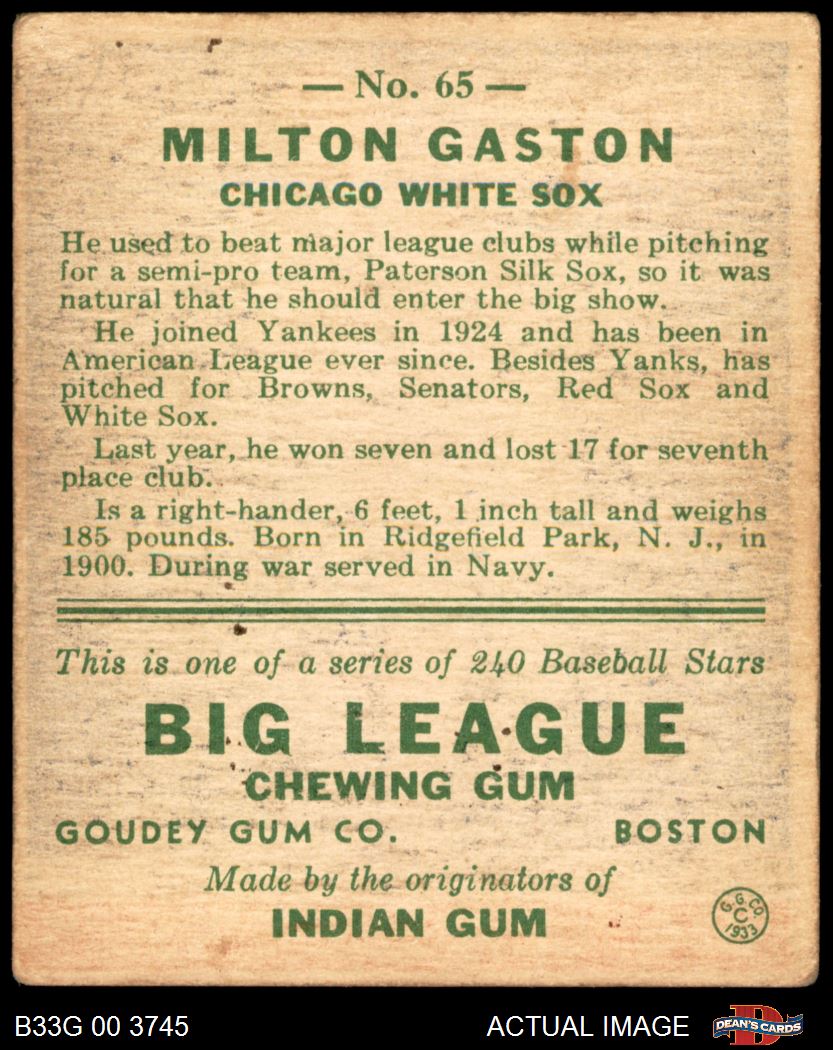 — No. 65 —
MILTON GASTON
CHICAGO WHITE SOX
He used to beat major league clubs while pitching
for a semi-pro team, Paterson Silk Sox, so it was
natural that he should enter the big show.
He joined Yankees in 1924 and has been in
American League ever since. Besides Yanks, has
pitched for Browns, Senators, Red Sox and
White Sox.
Last year, he won seven and lost 17 for seventh
place club.
Is a right-hander, 6 feet, 1 inch tall and weighs
185 pounds. Born in Ridgefield Park, N. J., in
1900. During war served in Navy.
This is one of a series of 240 Baseball Stars
BIG LEAGUE
CHEWING GUM
GOUDEY GUM CO. BOSTON
Made by the originators of
INDIAN GUM
G.G.CO
C
1933
B33G 00 3745 ACTUAL IMAGE D DEAN'S CARDS